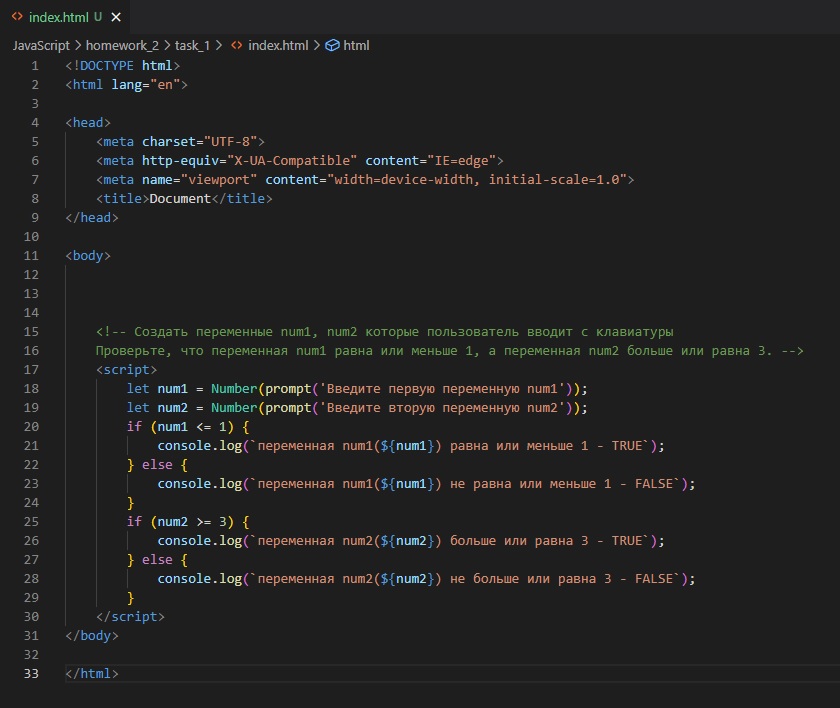 index.html U
JavaScript > homework_2 > task_1 > index.html > html
1 <!DOCTYPE html>
2 <html lang="en">
3
4 <head>
5     <meta charset="UTF-8">
6     <meta http-equiv="X-UA-Compatible" content="IE=edge">
7     <meta name="viewport" content="width=device-width, initial-scale=1.0">
8     <title>Document</title>
9 </head>
10
11 <body>
12
13
14
15     <!-- Создать переменные num1, num2 которые пользователь вводит с клавиатуры
16     Проверьте, что переменная num1 равна или меньше 1, а переменная num2 больше или равна 3. -->
17     <script>
18         let num1 = Number(prompt('Введите первую переменную num1'));
19         let num2 = Number(prompt('Введите вторую переменную num2'));
20         if (num1 <= 1) {
21             console.log(`переменная num1(${num1}) равна или меньше 1 - TRUE`);
22         } else {
23             console.log(`переменная num1(${num1}) не равна или меньше 1 - FALSE`);
24         }
25         if (num2 >= 3) {
26             console.log(`переменная num2(${num2}) больше или равна 3 - TRUE`);
27         } else {
28             console.log(`переменная num2(${num2}) не больше или равна 3 - FALSE`);
29         }
30     </script>
31 </body>
32
33 </html>